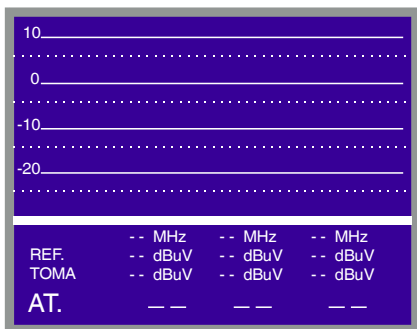 10
0
-10
-20
-- MHz -- MHz -- MHz
REF. -- dBuV -- dBuV -- dBuV
TOMA -- dBuV -- dBuV -- dBuV
AT. -- -- --